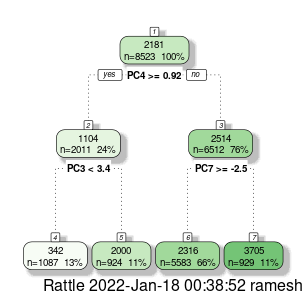 1
2181
n=8523 100%
yes PC4 >= 0.92 no
2 3
1104 2514
n=2011 24% n=6512 76%
PC3 < 3.4 PC7 >= -2.5
4 5 6 7
342 2000 2316 3705
n=1087 13% n=924 11% n=5583 66% n=929 11%
Rattle 2022-Jan-18 00:38:52 ramesh